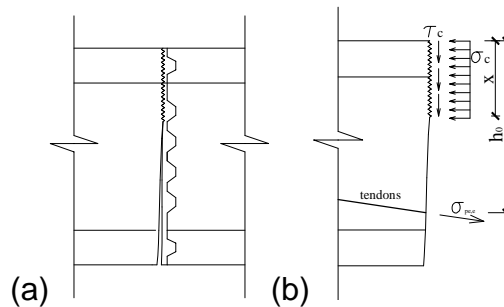 τc
σc
x
h0
tendons
σpe,e
(a)
(b)